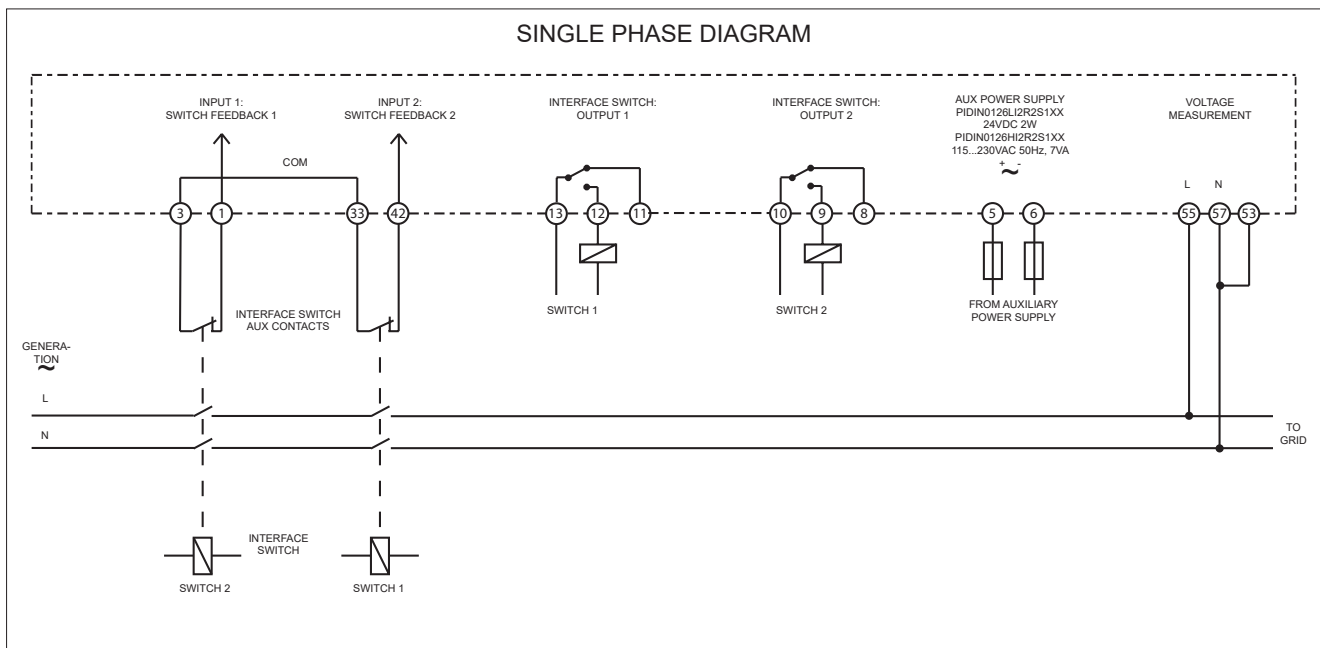 SINGLE PHASE DIAGRAM
INPUT 1:
SWITCH FEEDBACK 1
INPUT 2:
SWITCH FEEDBACK 2
INTERFACE SWITCH:
OUTPUT 1
INTERFACE SWITCH:
OUTPUT 2
AUX POWER SUPPLY
PIDIN0126LI2R2S1XX
24VDC 2W
PIDIN0126HI2R2S1XX
115...230VAC 50Hz, 7VA
+ -
~
VOLTAGE
MEASUREMENT
COM
L N
3 1 33 42 13 12 11 10 9 8 5 6 55 57 53
INTERFACE SWITCH
AUX CONTACTS
SWITCH 1
SWITCH 2
FROM AUXILIARY
POWER SUPPLY
GENERA-
TION
~
L
N
TO
GRID
INTERFACE
SWITCH
SWITCH 2
SWITCH 1